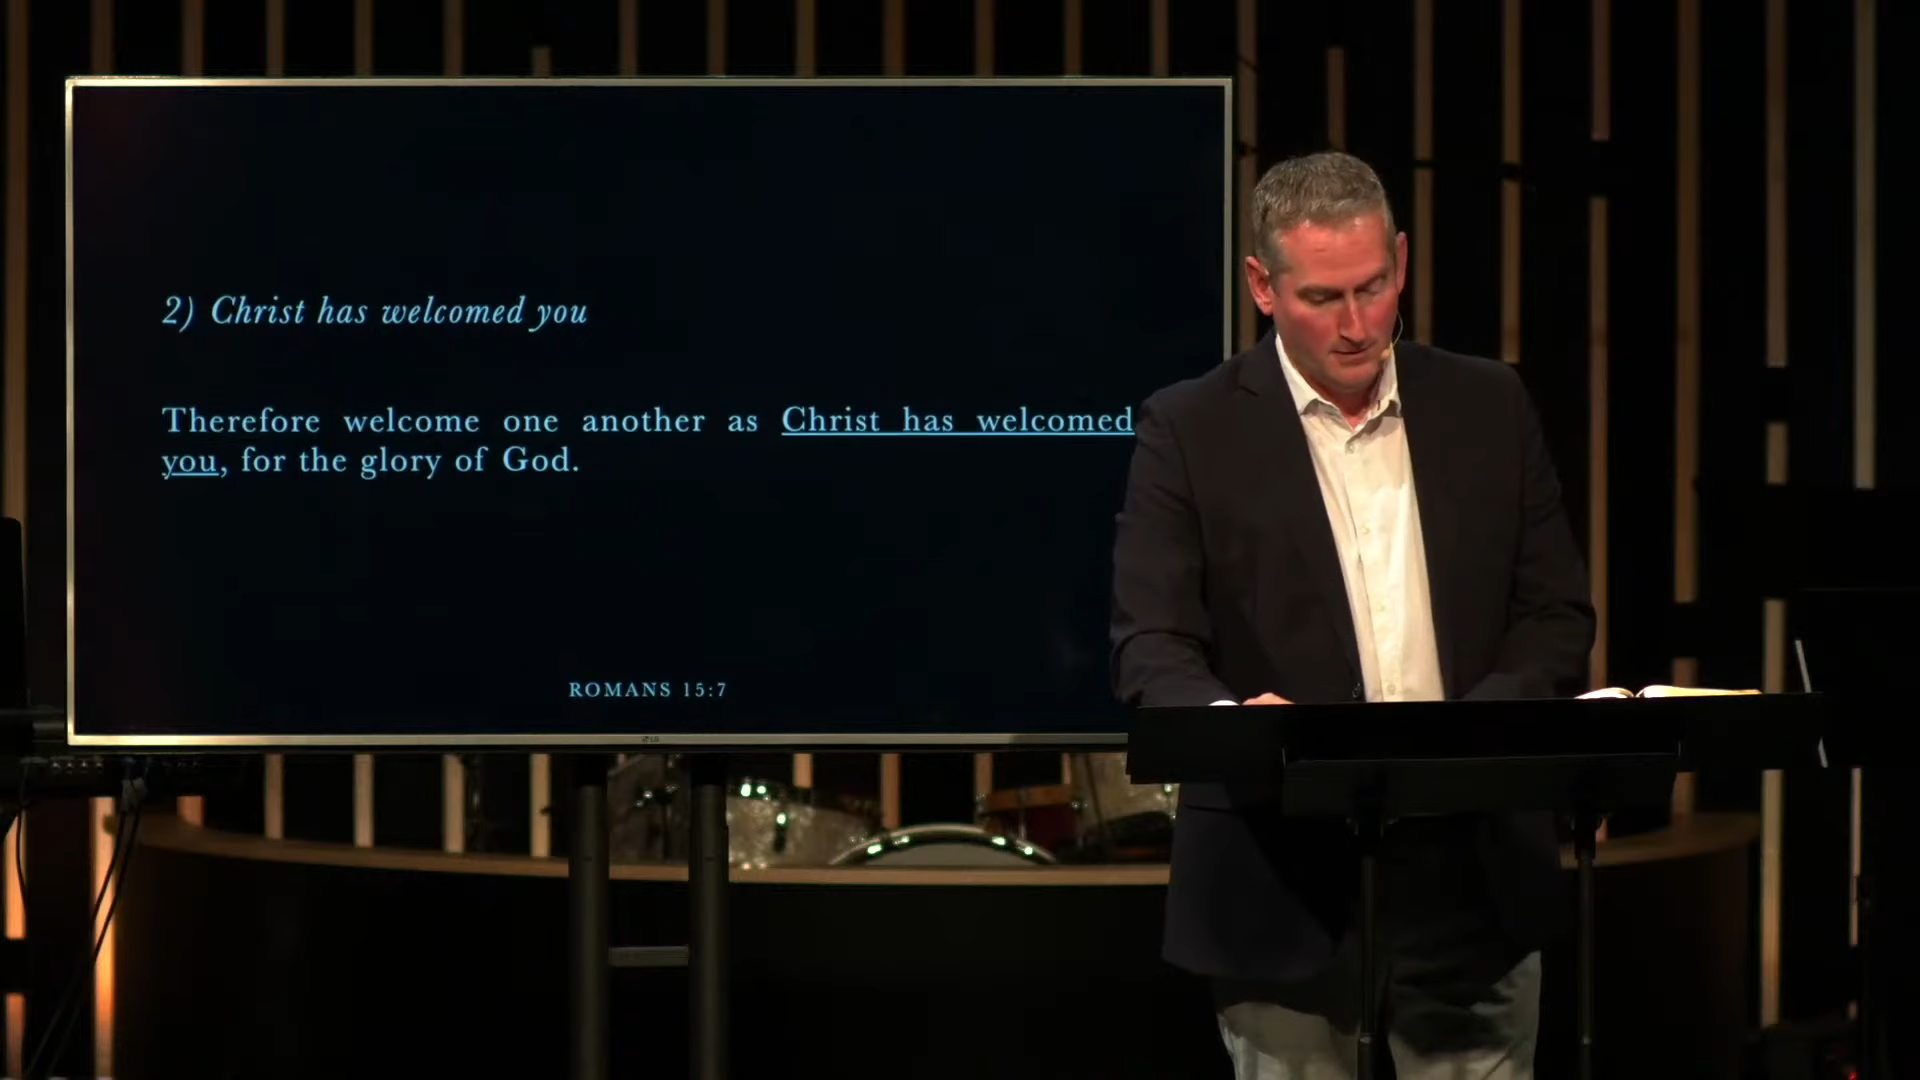 2) Christ has welcomed you
Therefore welcome one another as Christ has welcomed
you, for the glory of God.
ROMANS 15:7
LG